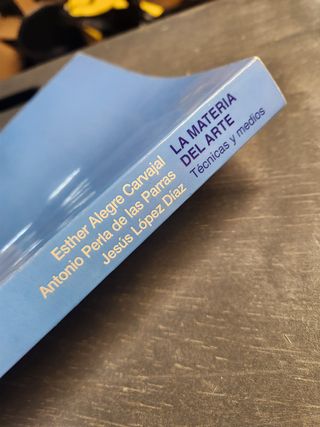 Esther Alegre Carvajal
Antonio Perla de las Parras
Jesús López Díaz
LA MATERIA
DEL ARTE
Técnicas y medios